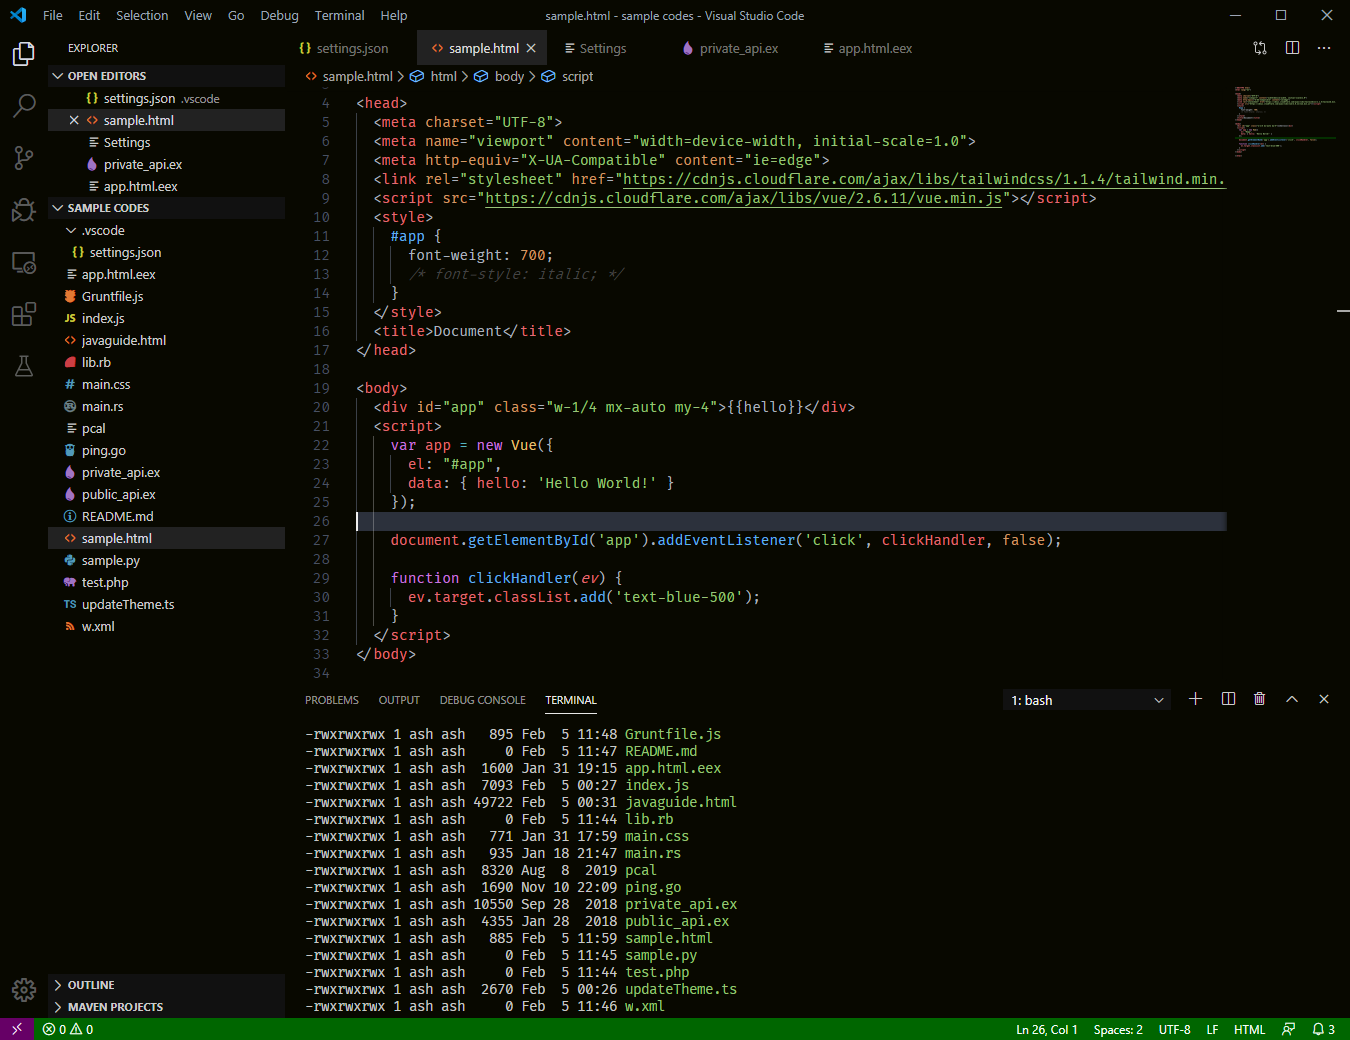 File Edit Selection View Go Debug Terminal Help
sample.html - sample codes - Visual Studio Code
EXPLORER
OPEN EDITORS
{} settings.json .vscode
<> sample.html
Settings
private_api.ex
app.html.eex
SAMPLE CODES
.vscode
{} settings.json
app.html.eex
Gruntfile.js
JS index.js
<> javaguide.html
lib.rb
# main.css
main.rs
pcal
ping.go
private_api.ex
public_api.ex
README.md
<> sample.html
sample.py
test.php
TS updateTheme.ts
w.xml
OUTLINE
MAVEN PROJECTS
{} settings.json <> sample.html Settings private_api.ex app.html.eex
<> sample.html > html > body > script
4 <head>
5 <meta charset="UTF-8">
6 <meta name="viewport" content="width=device-width, initial-scale=1.0">
7 <meta http-equiv="X-UA-Compatible" content="ie=edge">
8 <link rel="stylesheet" href="https://cdnjs.cloudflare.com/ajax/libs/tailwindcss/1.1.4/tailwind.min.
9 <script src="https://cdnjs.cloudflare.com/ajax/libs/vue/2.6.11/vue.min.js"></script>
10 <style>
11 #app {
12 font-weight: 700;
13 /* font-style: italic; */
14 }
15 </style>
16 <title>Document</title>
17 </head>
18
19 <body>
20 <div id="app" class="w-1/4 mx-auto my-4">{{hello}}</div>
21 <script>
22 var app = new Vue({
23 el: "#app",
24 data: { hello: 'Hello World!' }
25 });
26
27 document.getElementById('app').addEventListener('click', clickHandler, false);
28
29 function clickHandler(ev) {
30 ev.target.classList.add('text-blue-500');
31 }
32 </script>
33 </body>
34
PROBLEMS OUTPUT DEBUG CONSOLE TERMINAL 1: bash
-rwxrwxrwx 1 ash ash 895 Feb 5 11:48 Gruntfile.js
-rwxrwxrwx 1 ash ash 0 Feb 5 11:47 README.md
-rwxrwxrwx 1 ash ash 1600 Jan 31 19:15 app.html.eex
-rwxrwxrwx 1 ash ash 7093 Feb 5 00:27 index.js
-rwxrwxrwx 1 ash ash 49722 Feb 5 00:31 javaguide.html
-rwxrwxrwx 1 ash ash 0 Feb 5 11:44 lib.rb
-rwxrwxrwx 1 ash ash 771 Jan 31 17:59 main.css
-rwxrwxrwx 1 ash ash 935 Jan 18 21:47 main.rs
-rwxrwxrwx 1 ash ash 8320 Aug 8 2019 pcal
-rwxrwxrwx 1 ash ash 1690 Nov 10 22:09 ping.go
-rwxrwxrwx 1 ash ash 10550 Sep 28 2018 private_api.ex
-rwxrwxrwx 1 ash ash 4355 Jan 28 2018 public_api.ex
-rwxrwxrwx 1 ash ash 885 Feb 5 11:59 sample.html
-rwxrwxrwx 1 ash ash 0 Feb 5 11:45 sample.py
-rwxrwxrwx 1 ash ash 0 Feb 5 11:44 test.php
-rwxrwxrwx 1 ash ash 2670 Feb 5 00:26 updateTheme.ts
-rwxrwxrwx 1 ash ash 0 Feb 5 11:46 w.xml
0 0 Ln 26, Col 1 Spaces: 2 UTF-8 LF HTML 3